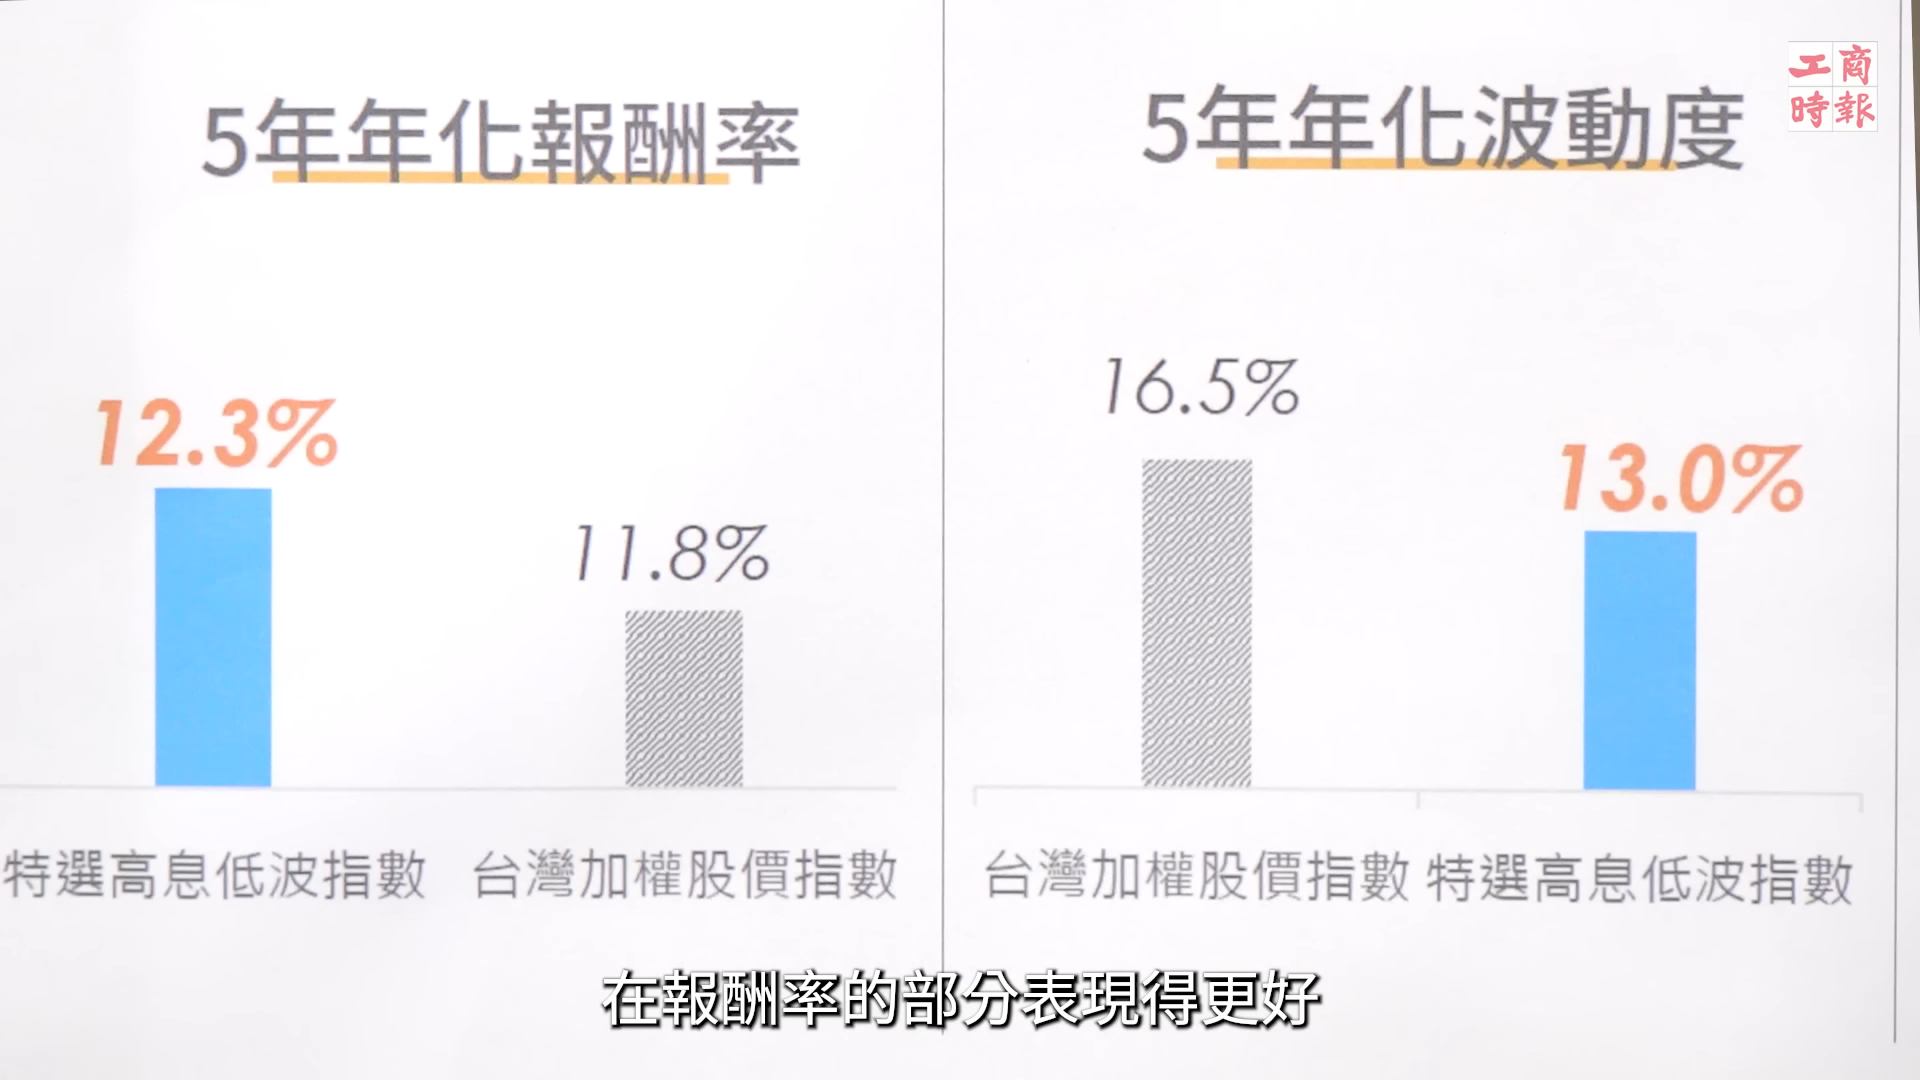 工商
時報
5年年化報酬率
12.3%
11.8%
特選高息低波指數
台灣加權股價指數
5年年化波動度
16.5%
13.0%
台灣加權股價指數
特選高息低波指數
在報酬率的部分表現得更好